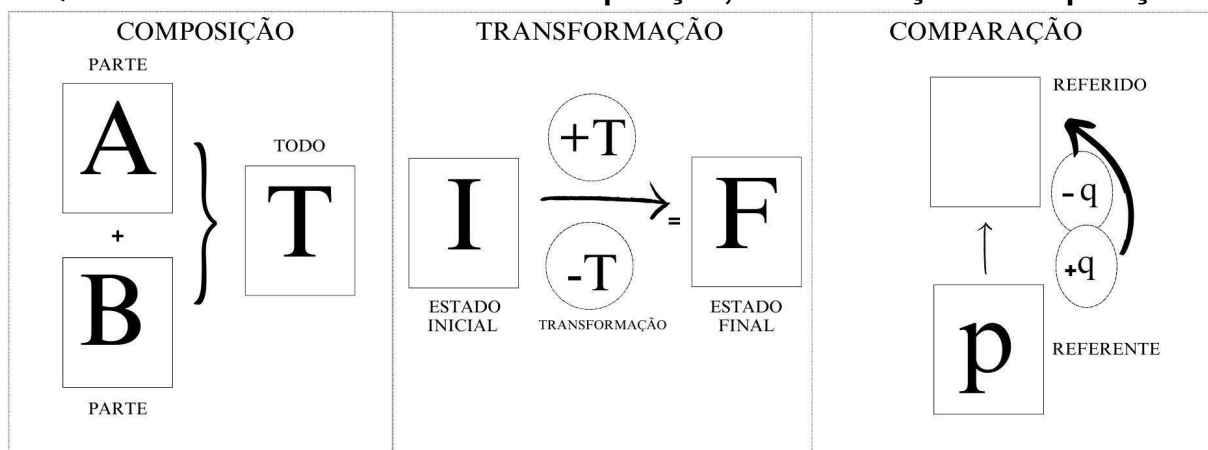 COMPOSIÇÃO
PARTE
A
+
B
PARTE
TODO
T
TRANSFORMAÇÃO
I
ESTADO
INICIAL
+T
-T
TRANSFORMAÇÃO
=
F
ESTADO
FINAL
COMPARAÇÃO
REFERIDO
- q
+q
p
REFERENTE